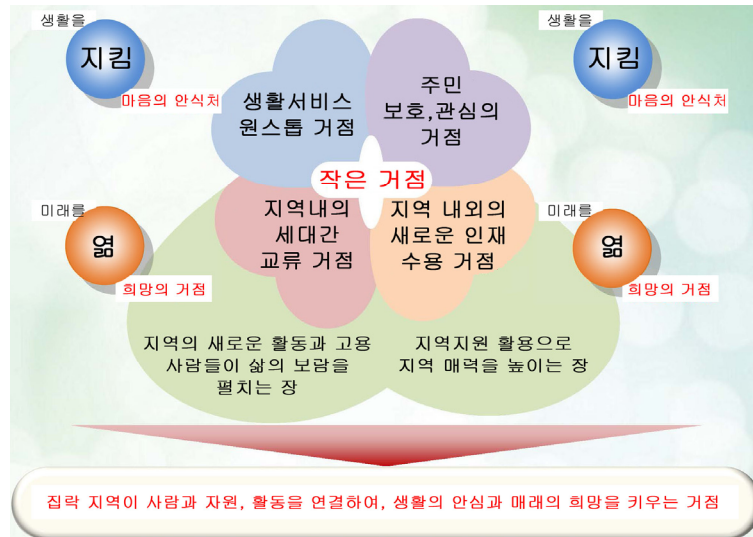 생활을
지킴
마음의 안식처
생활을
지킴
마음의 안식처
생활서비스
원스톱 거점
주민
보호,관심의
거점
작은 거점
지역내의
세대간
교류 거점
지역 내외의
새로운 인재
수용 거점
미래를
엶
희망의 거점
미래를
엶
희망의 거점
지역의 새로운 활동과 고용
사람들이 삶의 보람을
펼치는 장
지역지원 활용으로
지역 매력을 높이는 장
집락 지역이 사람과 자원, 활동을 연결하여, 생활의 안심과 매래의 희망을 키우는 거점